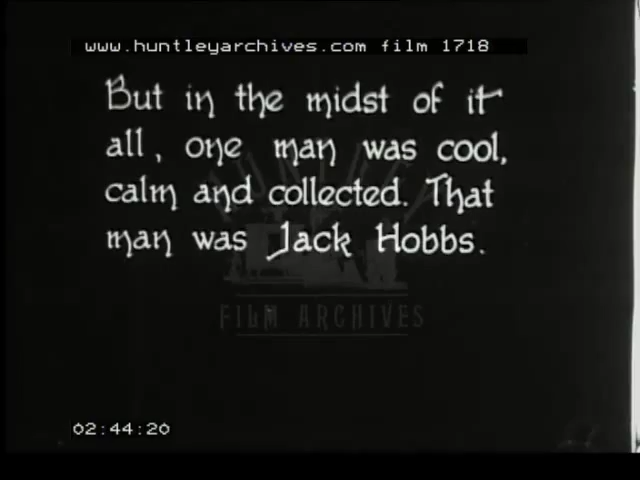 www.huntleyarchives.com film 1718
But in the midst of it
all, one man was cool,
calm and collected. That
man was Jack Hobbs.
HUNTLEY
FILM ARCHIVES
02:44:20